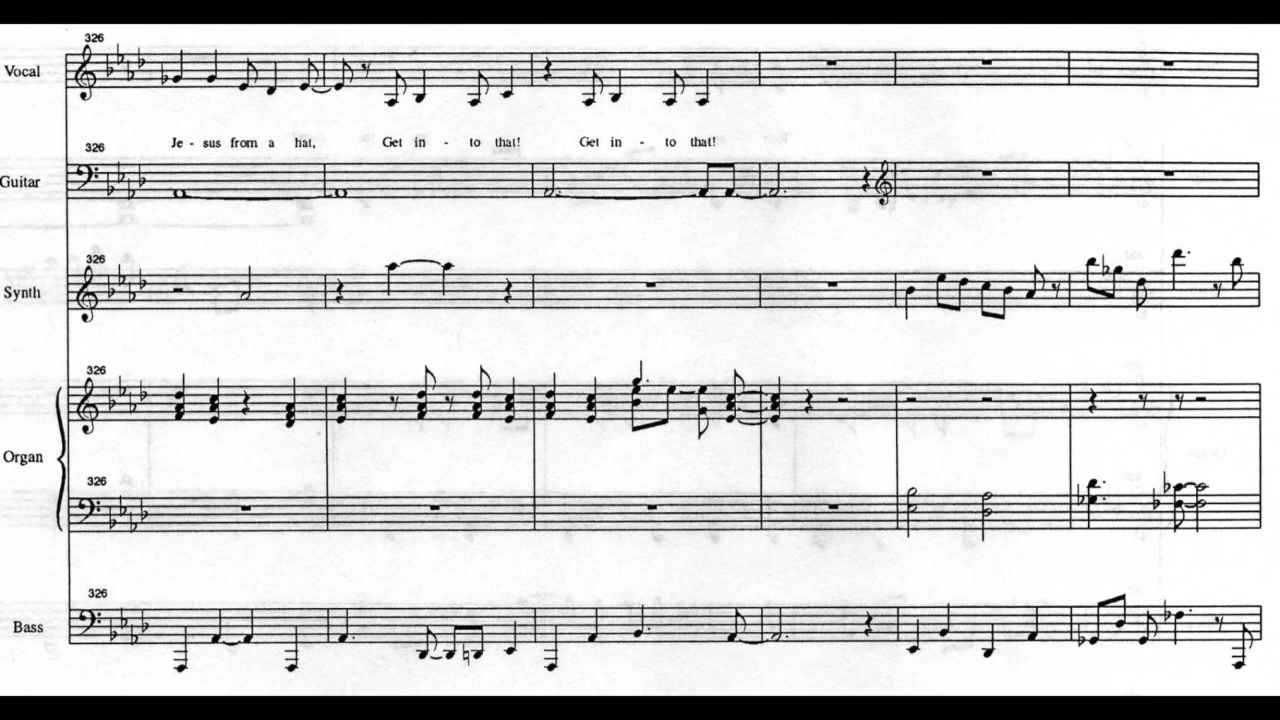 326
Vocal
Je - sus from a hat, Get in - to that! Get in - to that!
326
Guitar
326
Synth
326
Organ
326
326
Bass